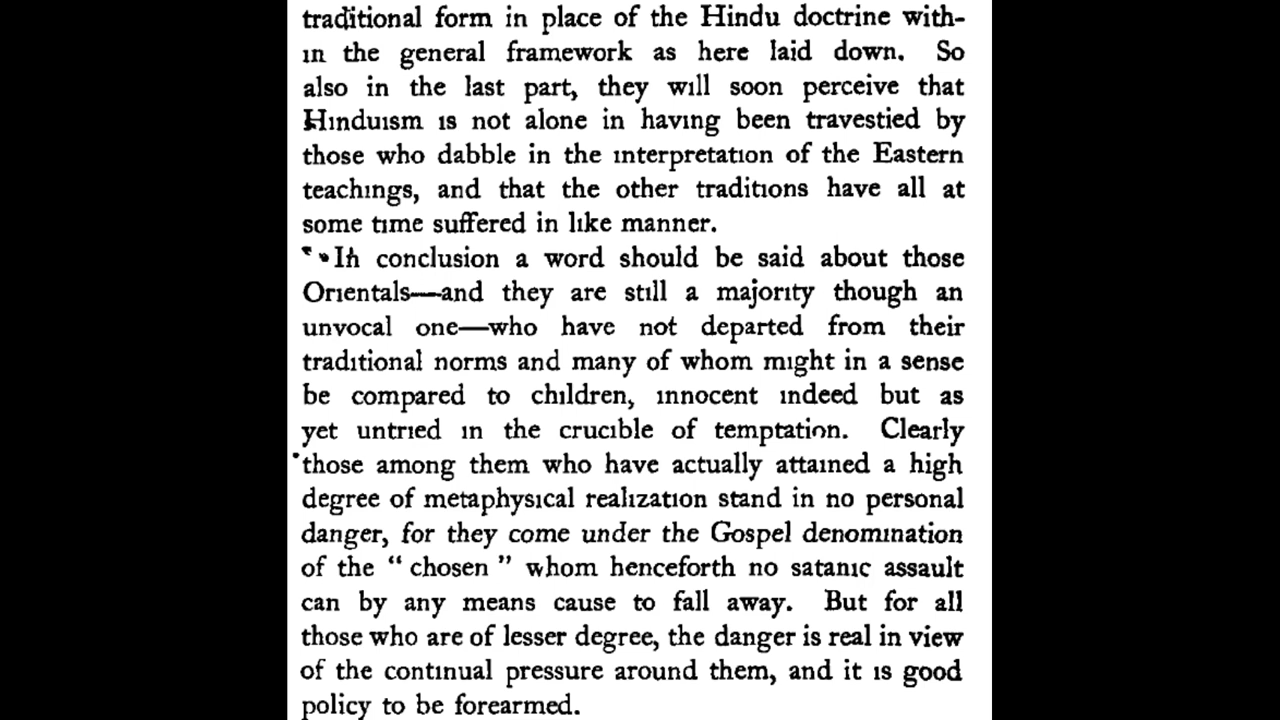 traditional form in place of the Hindu doctrine with-
in the general framework as here laid down. So
also in the last part, they will soon perceive that
Hinduism is not alone in having been travestied by
those who dabble in the interpretation of the Eastern
teachings, and that the other traditions have all at
some time suffered in like manner.
In conclusion a word should be said about those
Orientals—and they are still a majority though an
unvocal one—who have not departed from their
traditional norms and many of whom might in a sense
be compared to children, innocent indeed but as
yet untried in the crucible of temptation. Clearly
those among them who have actually attained a high
degree of metaphysical realization stand in no personal
danger, for they come under the Gospel denomination
of the “ chosen ” whom henceforth no satanic assault
can by any means cause to fall away. But for all
those who are of lesser degree, the danger is real in view
of the continual pressure around them, and it is good
policy to be forearmed.